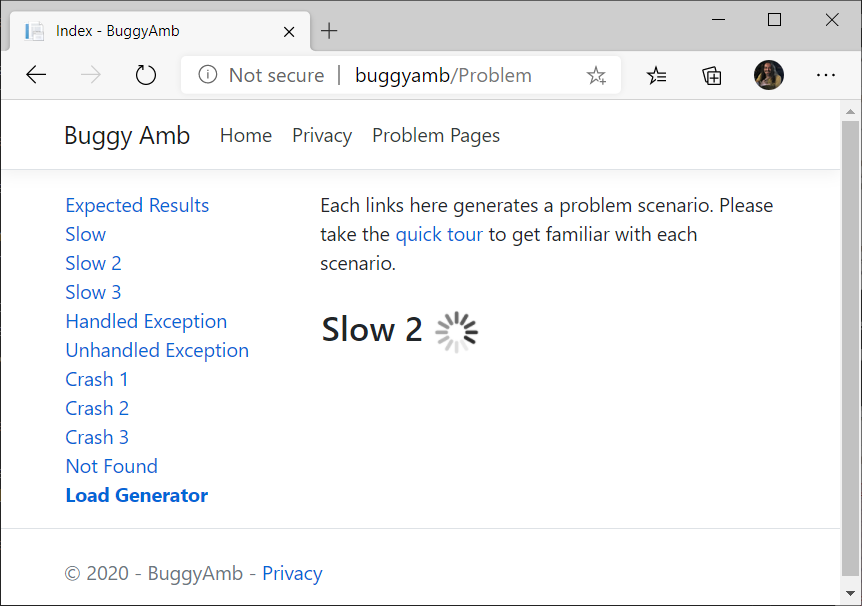 Index - BuggyAmb
Not secure | buggyamb/Problem
Buggy Amb Home Privacy Problem Pages
Expected Results
Slow
Slow 2
Slow 3
Handled Exception
Unhandled Exception
Crash 1
Crash 2
Crash 3
Not Found
Load Generator
Each links here generates a problem scenario. Please
take the quick tour to get familiar with each
scenario.
Slow 2
© 2020 - BuggyAmb - Privacy